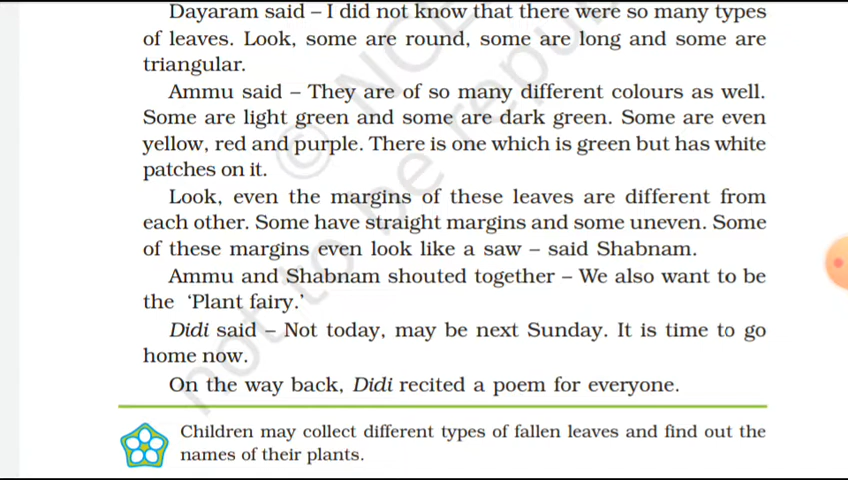 Dayaram said – I did not know that there were so many types
of leaves. Look, some are round, some are long and some are
triangular.
Ammu said – They are of so many different colours as well.
Some are light green and some are dark green. Some are even
yellow, red and purple. There is one which is green but has white
patches on it.
Look, even the margins of these leaves are different from
each other. Some have straight margins and some uneven. Some
of these margins even look like a saw – said Shabnam.
Ammu and Shabnam shouted together – We also want to be
the ‘Plant fairy.’
Didi said – Not today, may be next Sunday. It is time to go
home now.
On the way back, Didi recited a poem for everyone.
Children may collect different types of fallen leaves and find out the
names of their plants.
© NCE
not to be repu